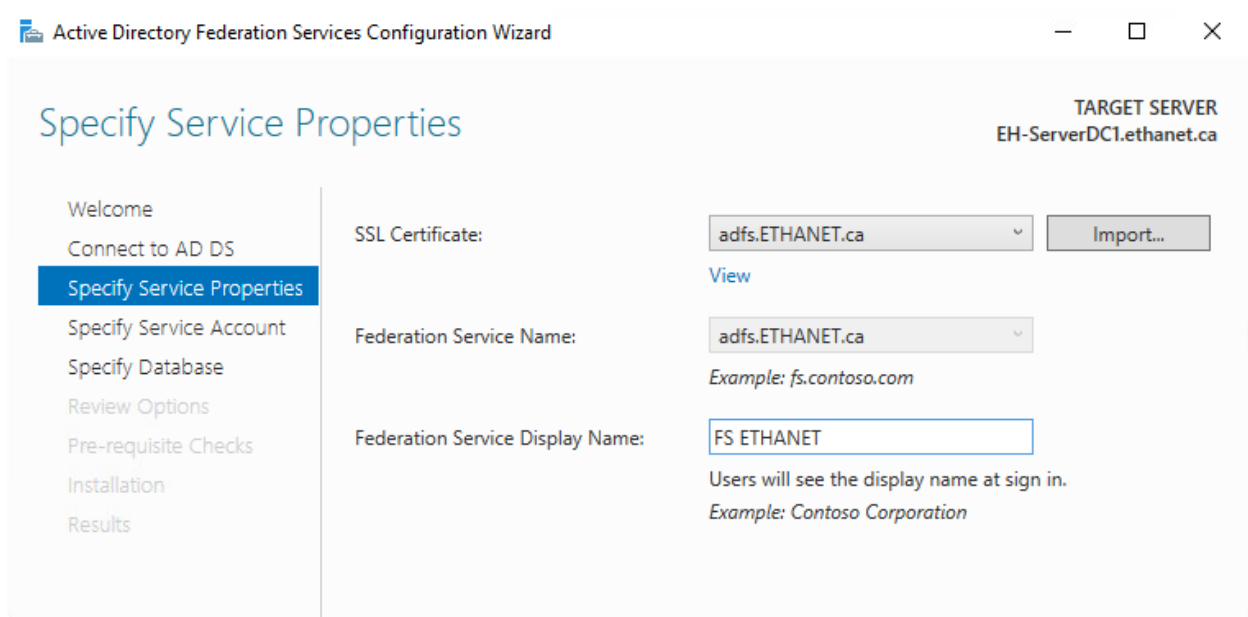 Active Directory Federation Services Configuration Wizard
Specify Service Properties
TARGET SERVER
EH-ServerDC1.ethanet.ca
Welcome
Connect to AD DS
Specify Service Properties
Specify Service Account
Specify Database
Review Options
Pre-requisite Checks
Installation
Results
SSL Certificate:
adfs.ETHANET.ca
Import...
View
Federation Service Name:
adfs.ETHANET.ca
Example: fs.contoso.com
Federation Service Display Name:
FS ETHANET
Users will see the display name at sign in.
Example: Contoso Corporation